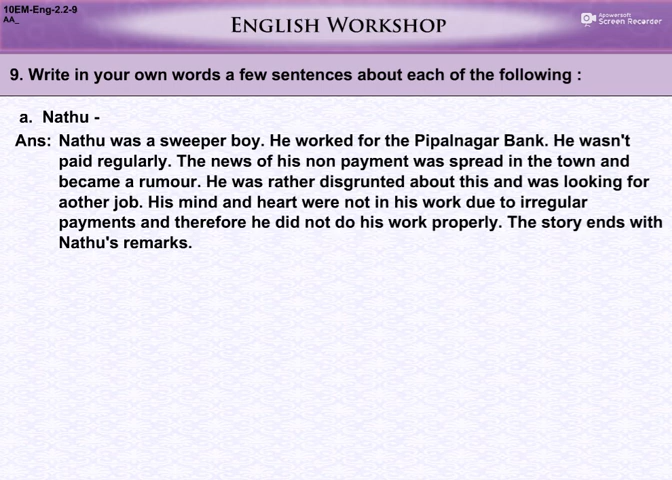 10EM-Eng-2.2-9
AA_
ENGLISH WORKSHOP
Apowersoft
Screen Recorder
9. Write in your own words a few sentences about each of the following :
a. Nathu -
Ans: Nathu was a sweeper boy. He worked for the Pipalnagar Bank. He wasn't
paid regularly. The news of his non payment was spread in the town and
became a rumour. He was rather disgrunted about this and was looking for
aother job. His mind and heart were not in his work due to irregular
payments and therefore he did not do his work properly. The story ends with
Nathu's remarks.